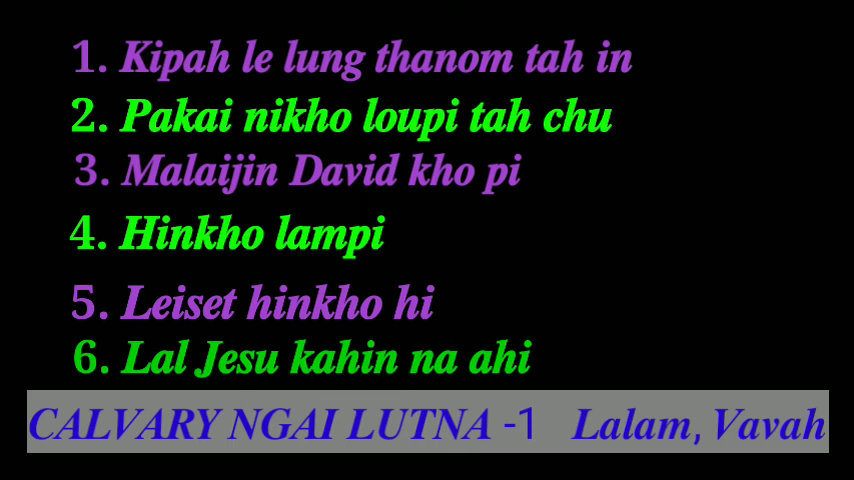 1. Kipah le lung thanom tah in
2. Pakai nikho loupi tah chu
3. Malaijin David kho pi
4. Hinkho lampi
5. Leiset hinkho hi
6. Lal Jesu kahin na ahi
CALVARY NGAI LUTNA -1 Lalam, Vavah